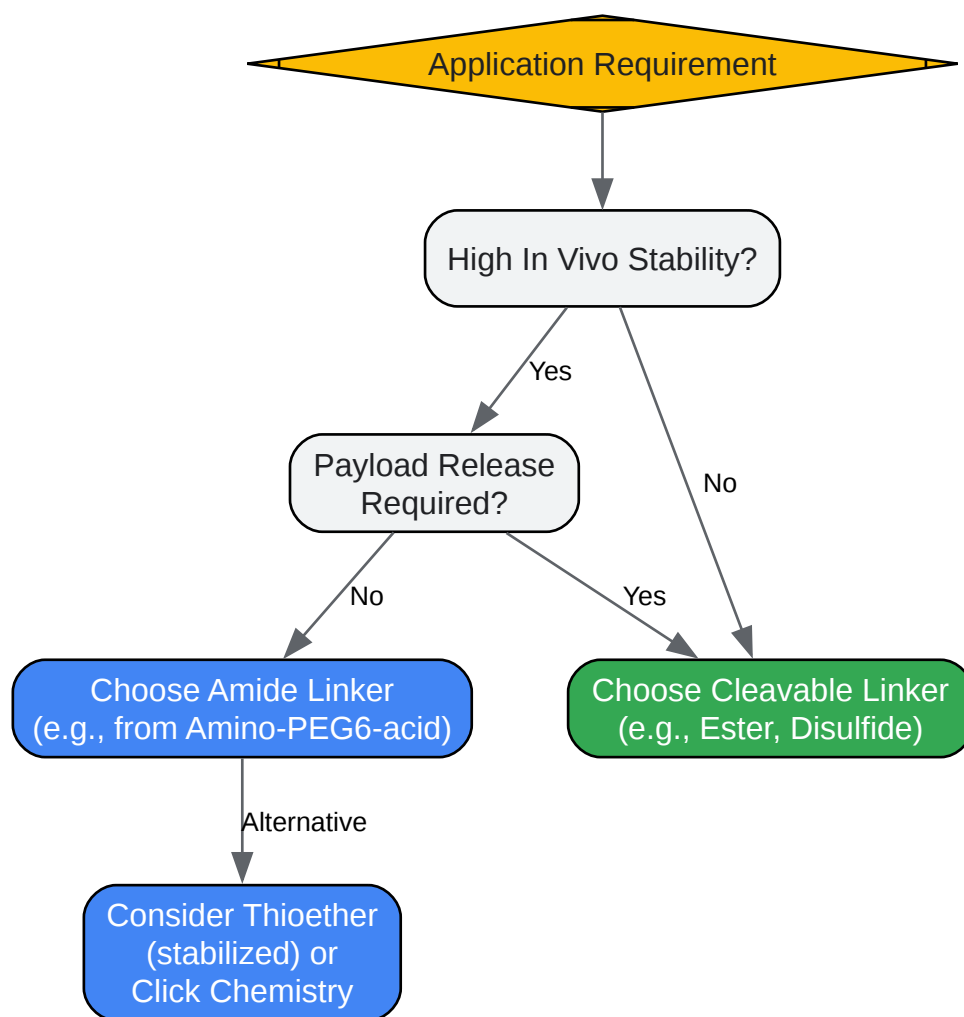 Application Requirement
High In Vivo Stability?
Yes
Payload Release
Required?
No
No
Yes
Choose Amide Linker
(e.g., from Amino-PEG6-acid)
Choose Cleavable Linker
(e.g., Ester, Disulfide)
Alternative
Consider Thioether
(stabilized) or
Click Chemistry